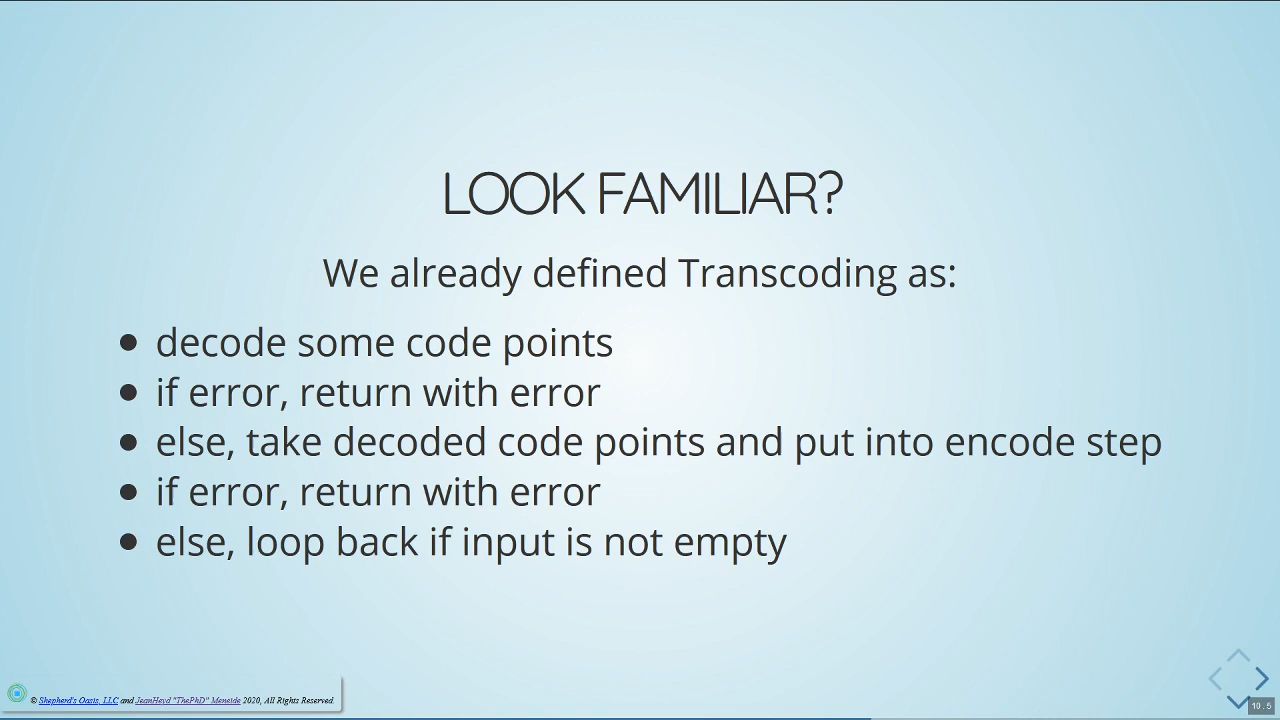 LOOK FAMILIAR?
We already defined Transcoding as:
• decode some code points
• if error, return with error
• else, take decoded code points and put into encode step
• if error, return with error
• else, loop back if input is not empty
© Shepherd's Oasis, LLC and JeanHeyd "ThePhD" Meneide 2020, All Rights Reserved.
10.5